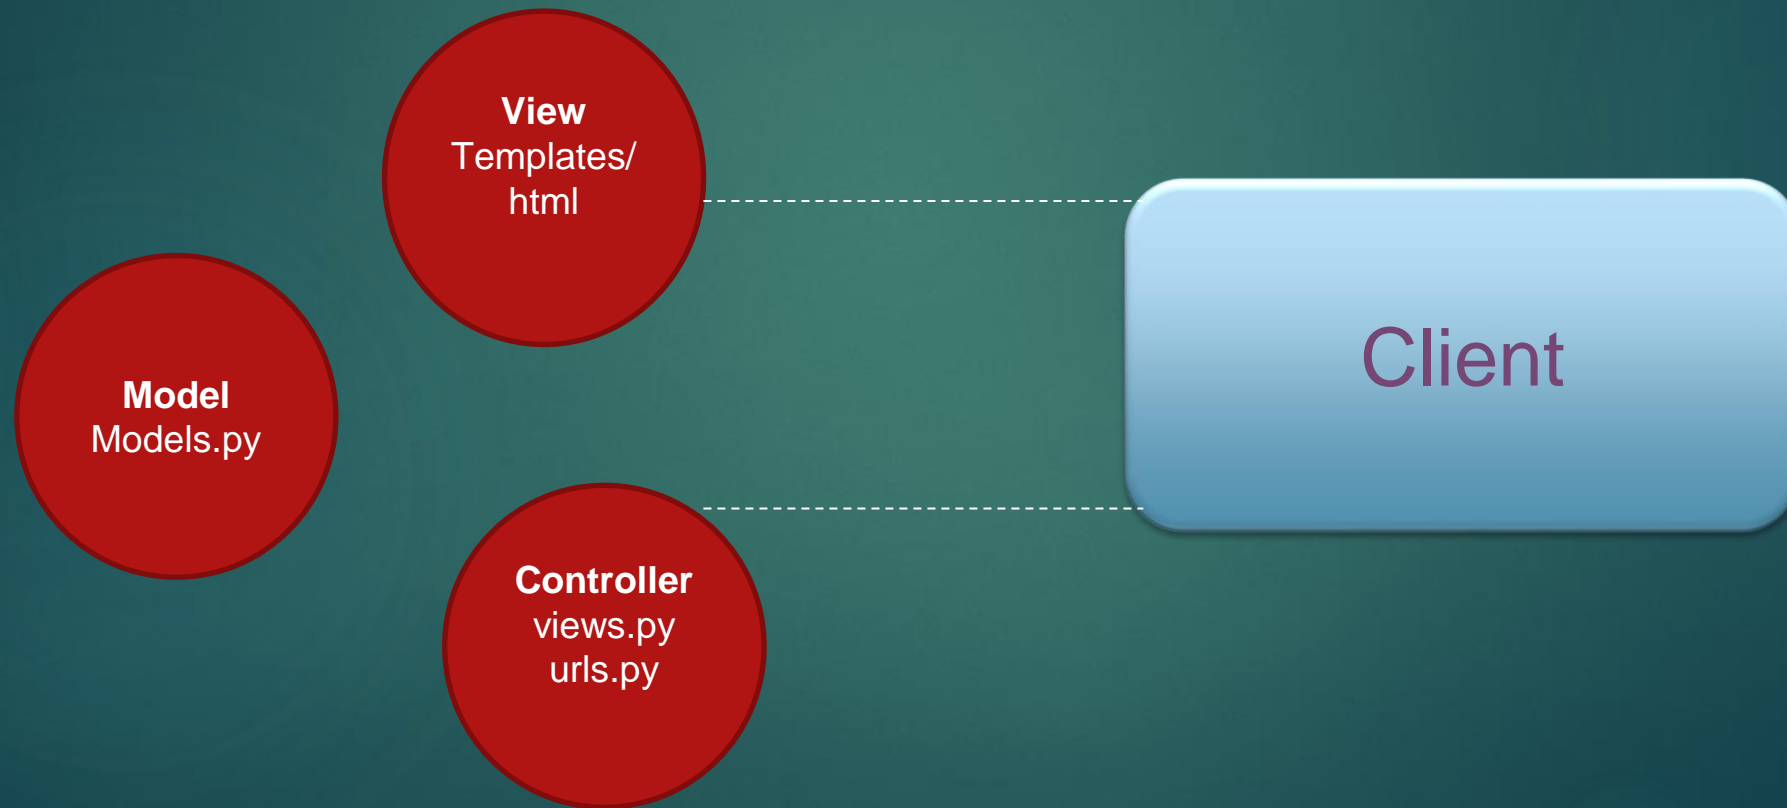 View
Templates/
html
Model
Models.py
Controller
views.py
urls.py
Client